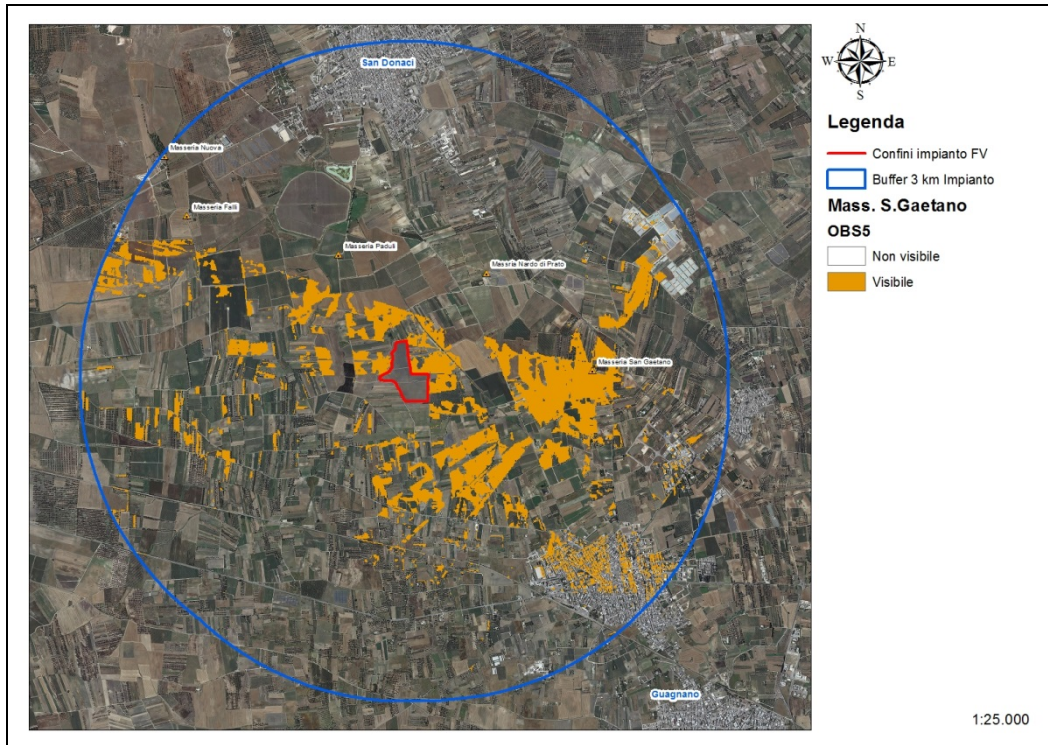 San Donaci
Masseria Nuova
Masseria Falli
Masseria Paduli
Massria Nardo di Prato
Masseria San Gaetano
Guagnano
N
W
E
S
Legenda
Confini impianto FV
Buffer 3 km Impianto
Mass. S.Gaetano
OBS5
Non visibile
Visibile
1:25.000